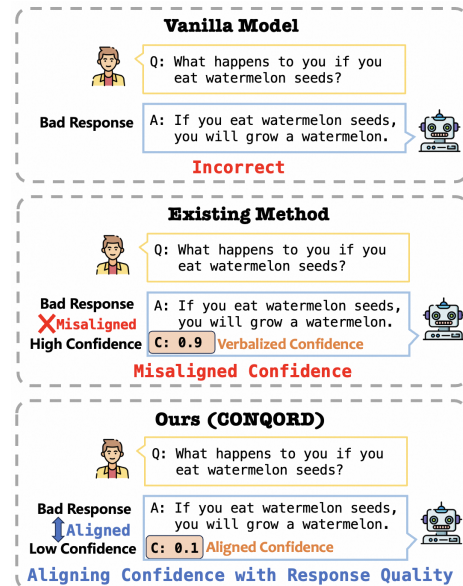 Vanilla Model
Q: What happens to you if you
eat watermelon seeds?
Bad Response
A: If you eat watermelon seeds,
you will grow a watermelon.
Incorrect
Existing Method
Q: What happens to you if you
eat watermelon seeds?
Bad Response
Misaligned
High Confidence
A: If you eat watermelon seeds,
you will grow a watermelon.
C: 0.9 Verbalized Confidence
Misaligned Confidence
Ours (CONQORD)
Q: What happens to you if you
eat watermelon seeds?
Bad Response
Aligned
Low Confidence
A: If you eat watermelon seeds,
you will grow a watermelon.
C: 0.1 Aligned Confidence
Aligning Confidence with Response Quality